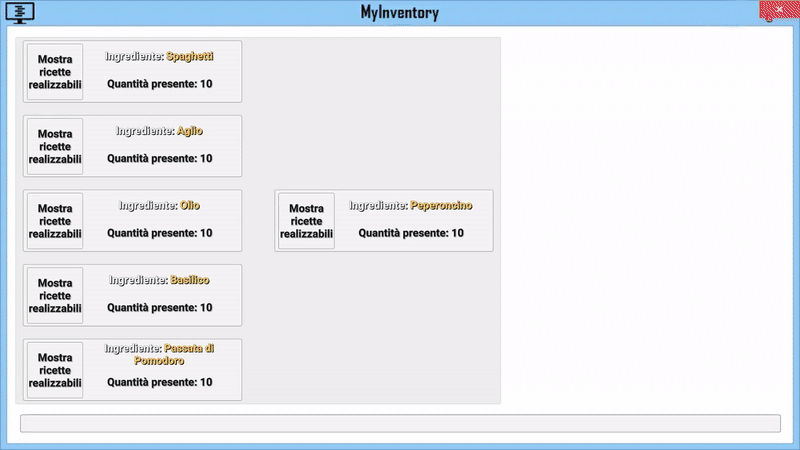 MyInventory
Mostra
ricette
realizzabili
Ingrediente: Spaghetti
Quantità presente: 10
Mostra
ricette
realizzabili
Ingrediente: Aglio
Quantità presente: 10
Mostra
ricette
realizzabili
Ingrediente: Olio
Quantità presente: 10
Mostra
ricette
realizzabili
Ingrediente: Peperoncino
Quantità presente: 10
Mostra
ricette
realizzabili
Ingrediente: Basilico
Quantità presente: 10
Mostra
ricette
realizzabili
Ingrediente: Passata di
Pomodoro
Quantità presente: 10